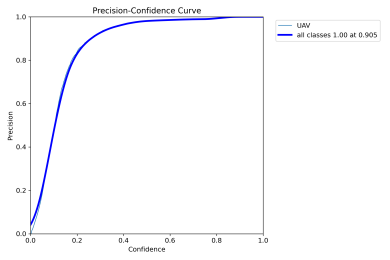 Precision-Confidence Curve
UAV
all classes 1.00 at 0.905
Precision
1.0
0.8
0.6
0.4
0.2
0.0
0.0 0.2 0.4 0.6 0.8 1.0
Confidence